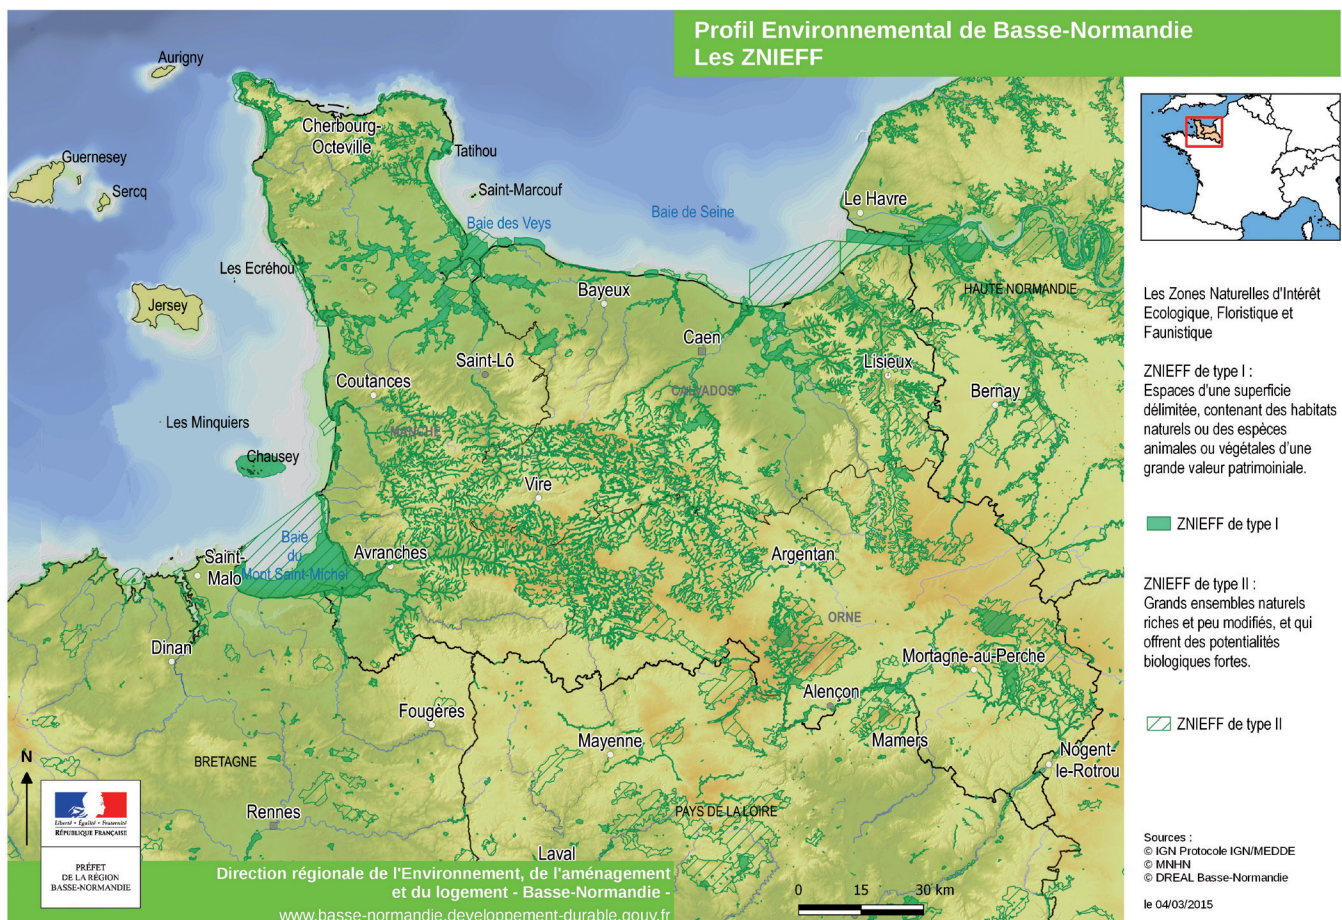 Profil Environnemental de Basse-Normandie
Les ZNIEFF
Aurigny
Cherbourg-
Octeville
Tatihou
Guernesey
Sercq
Saint-Marcouf
Baie des Veys
Baie de Seine
Le Havre
Les Ecréhou
Jersey
Bayeux
HAUTE NORMANDIE
Caen
Saint-Lô
Lisieux
Coutances
CALVADOS
Bernay
Les Minquiers
MANCHE
Chausey
Vire
Baie
du
Mont Saint-Michel
Avranches
Saint-
Malo
Argentan
ORNE
Dinan
Mortagne-au-Perche
Alençon
Fougères
Mayenne
Mamers
Nogent-
le-Rotrou
BRETAGNE
Rennes
PAYS DE LA LOIRE
Laval
N
Liberté • Égalité • Fraternité
RÉPUBLIQUE FRANÇAISE
PRÉFET
DE LA RÉGION
BASSE-NORMANDIE
Direction régionale de l'Environnement, de l'aménagement
et du logement - Basse-Normandie -
www.basse-normandie.developpement-durable.gouv.fr
0 15 30 km
Les Zones Naturelles d'Intérêt
Ecologique, Floristique et
Faunistique
ZNIEFF de type I :
Espaces d'une superficie
délimitée, contenant des habitats
naturels ou des espèces
animales ou végétales d'une
grande valeur patrimoiniale.
ZNIEFF de type I
ZNIEFF de type II :
Grands ensembles naturels
riches et peu modifiés, et qui
offrent des potentialités
biologiques fortes.
ZNIEFF de type II
Sources :
© IGN Protocole IGN/MEDDE
© MNHN
© DREAL Basse-Normandie
le 04/03/2015